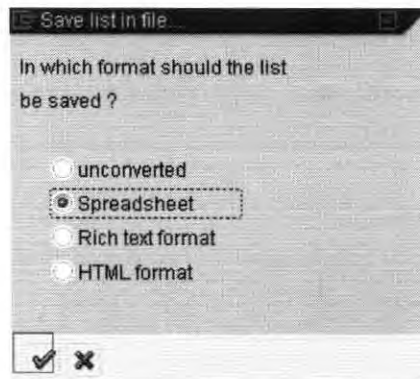 Save list in file...
In which format should the list
be saved ?
unconverted
Spreadsheet
Rich text format
HTML format